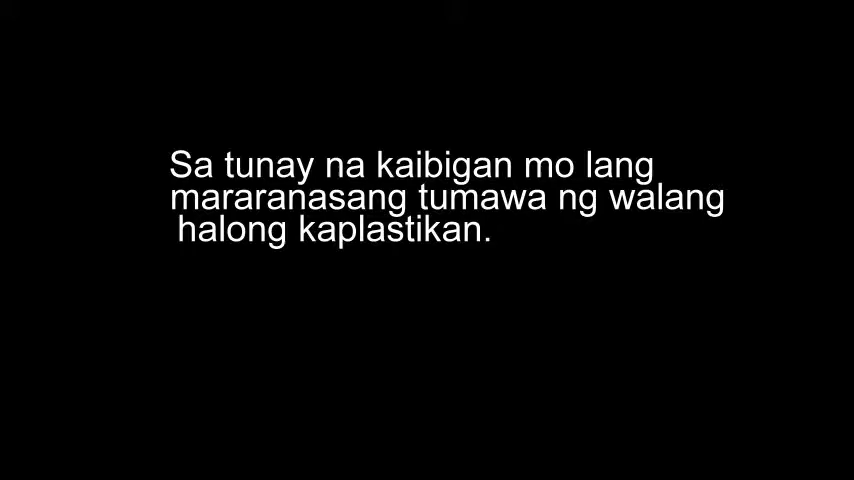 Sa tunay na kaibigan mo lang
mararanasang tumawa ng walang
halong kaplastikan.